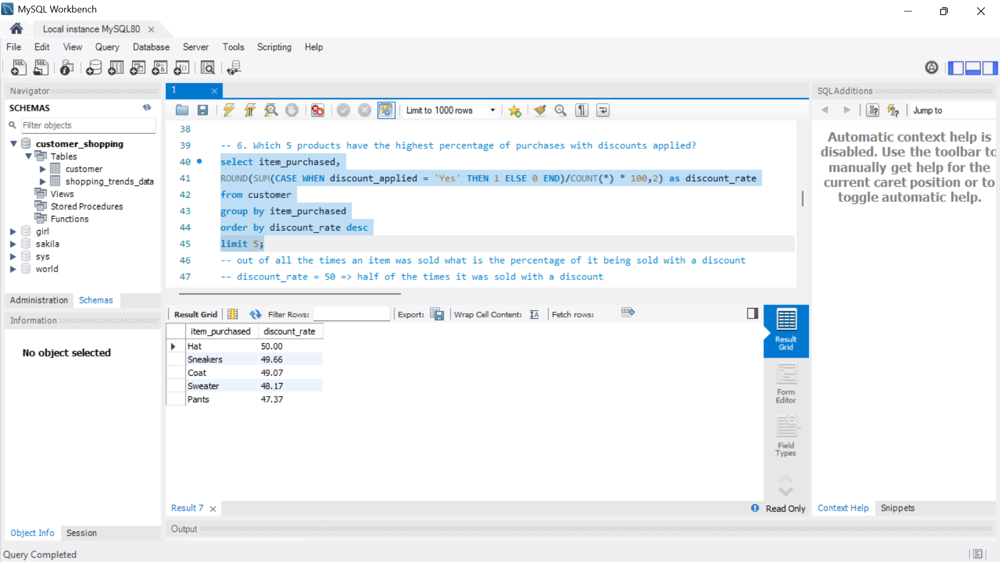 MySQL Workbench
Local instance MySQL80
File Edit View Query Database Server Tools Scripting Help
Navigator
SCHEMAS
Filter objects
customer_shopping
Tables
customer
shopping_trends_data
Views
Stored Procedures
Functions
girl
sakila
sys
world
Administration Schemas
Information
No object selected
Object Info Session
Query Completed
1
Limit to 1000 rows
38
39 -- 6. Which 5 products have the highest percentage of purchases with discounts applied?
40 select item_purchased,
41 ROUND(SUM(CASE WHEN discount_applied = 'Yes' THEN 1 ELSE 0 END)/COUNT(*) * 100,2) as discount_rate
42 from customer
43 group by item_purchased
44 order by discount_rate desc
45 limit 5;
46 -- out of all the times an item was sold what is the percentage of it being sold with a discount
47 -- discount_rate = 50 => half of the times it was sold with a discount
Result Grid Filter Rows: Export: Wrap Cell Content: Fetch rows:
item_purchased discount_rate
Hat 50.00
Sneakers 49.66
Coat 49.07
Sweater 48.17
Pants 47.37
Result
Grid
Form
Editor
Field
Types
Result 7
Read Only
Output
SQLAdditions
Jump to
Automatic context help is
disabled. Use the toolbar to
manually get help for the
current caret position or to
toggle automatic help.
Context Help Snippets